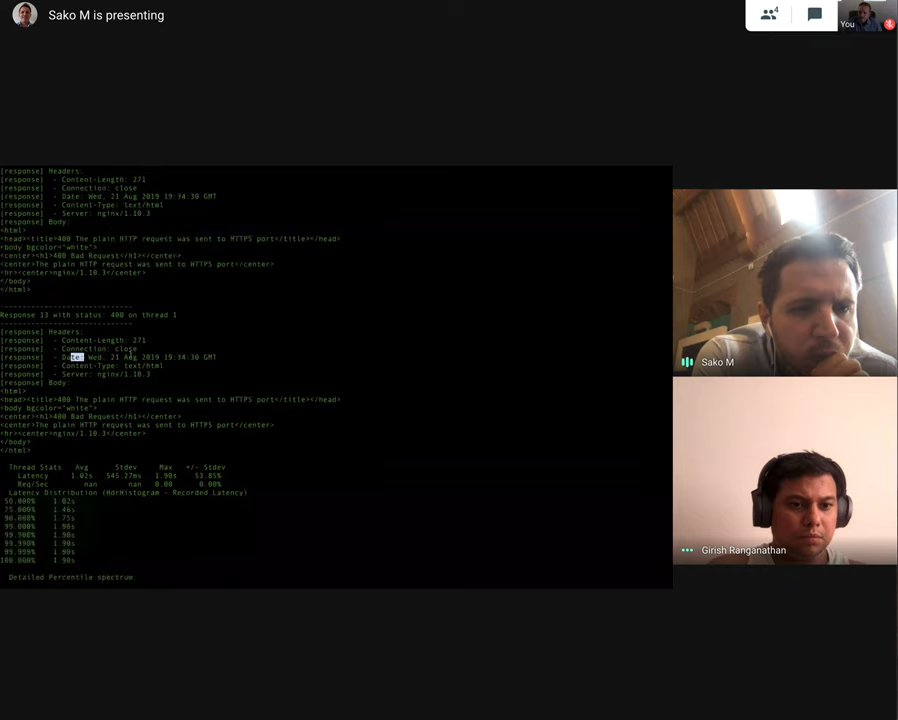 Sako M is presenting
4
You
[response] Headers:
[response]  - Content-Length: 271
[response]  - Connection: close
[response]  - Date: Wed, 21 Aug 2019 19:34:30 GMT
[response]  - Content-Type: text/html
[response]  - Server: nginx/1.10.3
[response] Body:
<html>
<head><title>400 The plain HTTP request was sent to HTTPS port</title></head>
<body bgcolor="white">
<center><h1>400 Bad Request</h1></center>
<center>The plain HTTP request was sent to HTTPS port</center>
<hr><center>nginx/1.10.3</center>
</body>
</html>
--------------------------------
Response 13 with status: 400 on thread 1
--------------------------------
[response] Headers:
[response]  - Content-Length: 271
[response]  - Connection: close
[response]  - Date: Wed, 21 Aug 2019 19:34:30 GMT
[response]  - Content-Type: text/html
[response]  - Server: nginx/1.10.3
[response] Body:
<html>
<head><title>400 The plain HTTP request was sent to HTTPS port</title></head>
<body bgcolor="white">
<center><h1>400 Bad Request</h1></center>
<center>The plain HTTP request was sent to HTTPS port</center>
<hr><center>nginx/1.10.3</center>
</body>
</html>
Thread Stats   Avg      Stdev     Max   +/- Stdev
Latency     1.02s   545.27ms   1.90s    53.85%
Req/Sec       nan       nan   0.00      0.00%
Latency Distribution (HdrHistogram - Recorded Latency)
50.000%    1.02s
75.000%    1.46s
90.000%    1.75s
99.000%    1.90s
99.900%    1.90s
99.990%    1.90s
99.999%    1.90s
100.000%    1.90s
Detailed Percentile spectrum:
Sako M
Girish Ranganathan